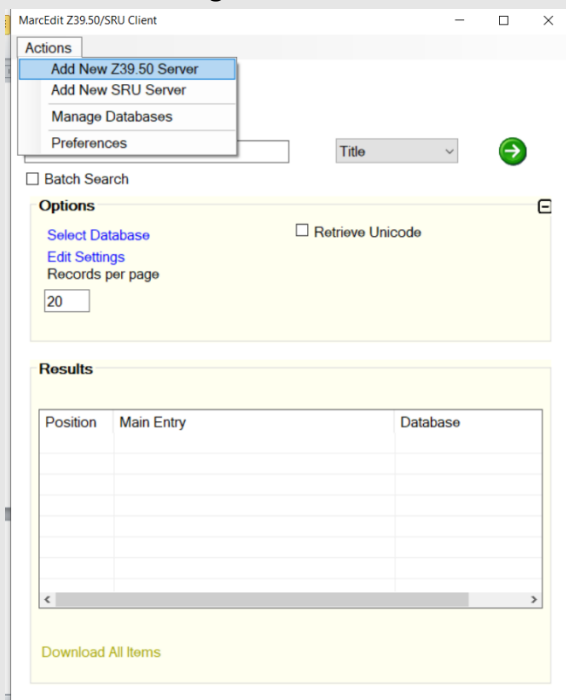 MarcEdit Z39.50/SRU Client
Actions
Add New Z39.50 Server
Add New SRU Server
Manage Databases
Preferences
Title
Batch Search
Options
Select Database
Retrieve Unicode
Edit Settings
Records per page
20
Results
Position Main Entry Database
Download All Items